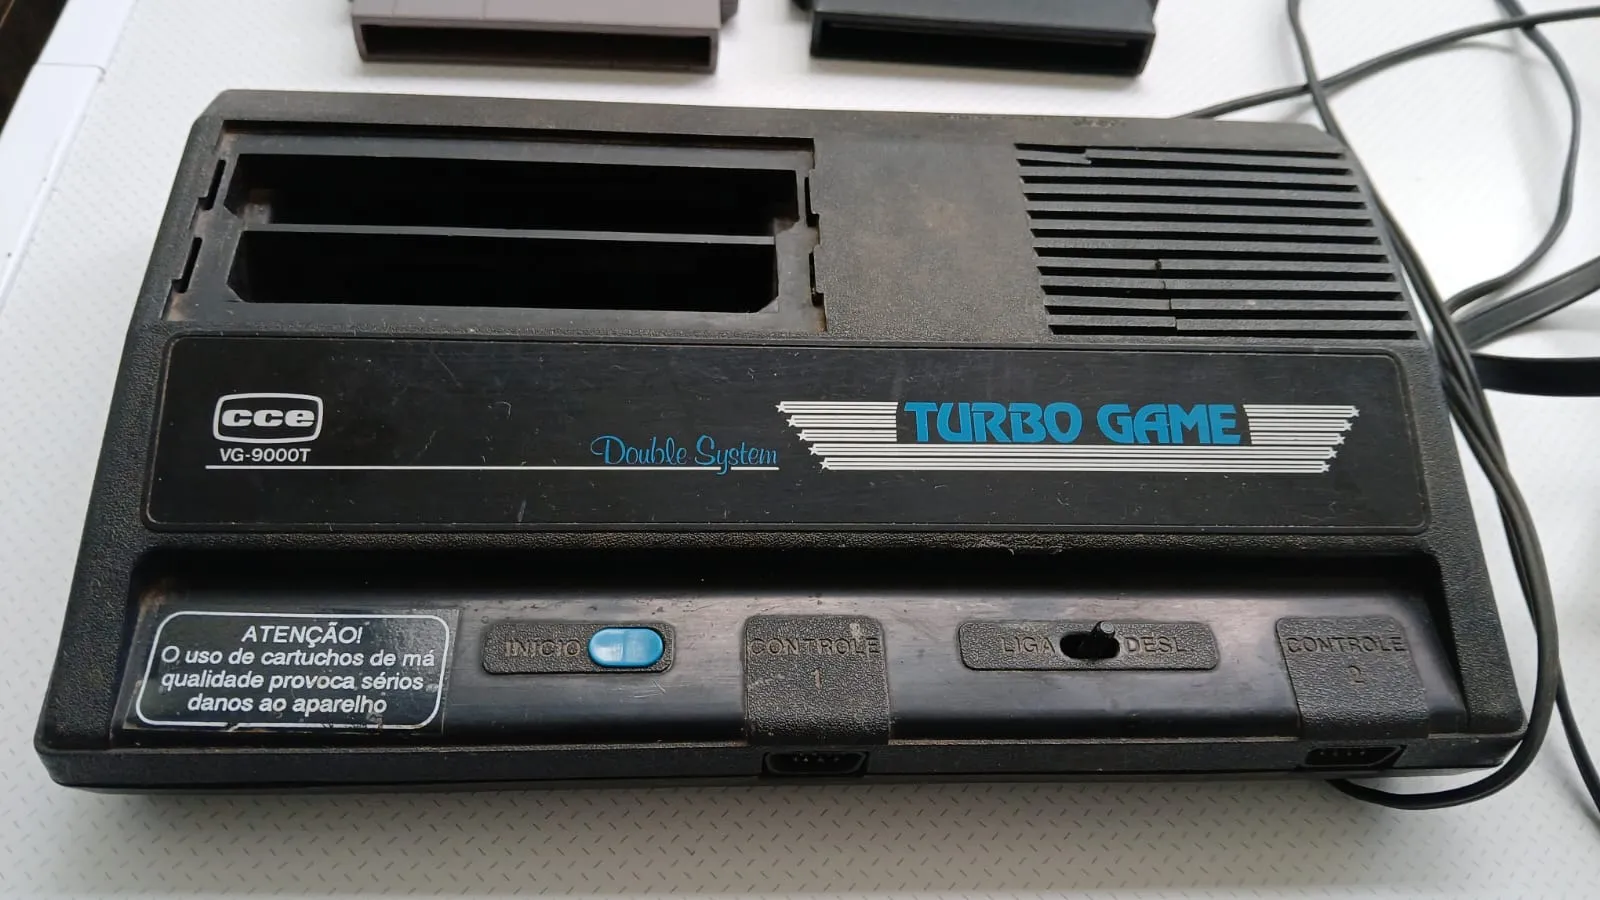 cce
VG-9000T
Double System
TURBO GAME
ATENÇÃO!
O uso de cartuchos de má
qualidade provoca sérios
danos ao aparelho
INICIO
CONTROLE
1
LIGA
DESL.
CONTROLE
2